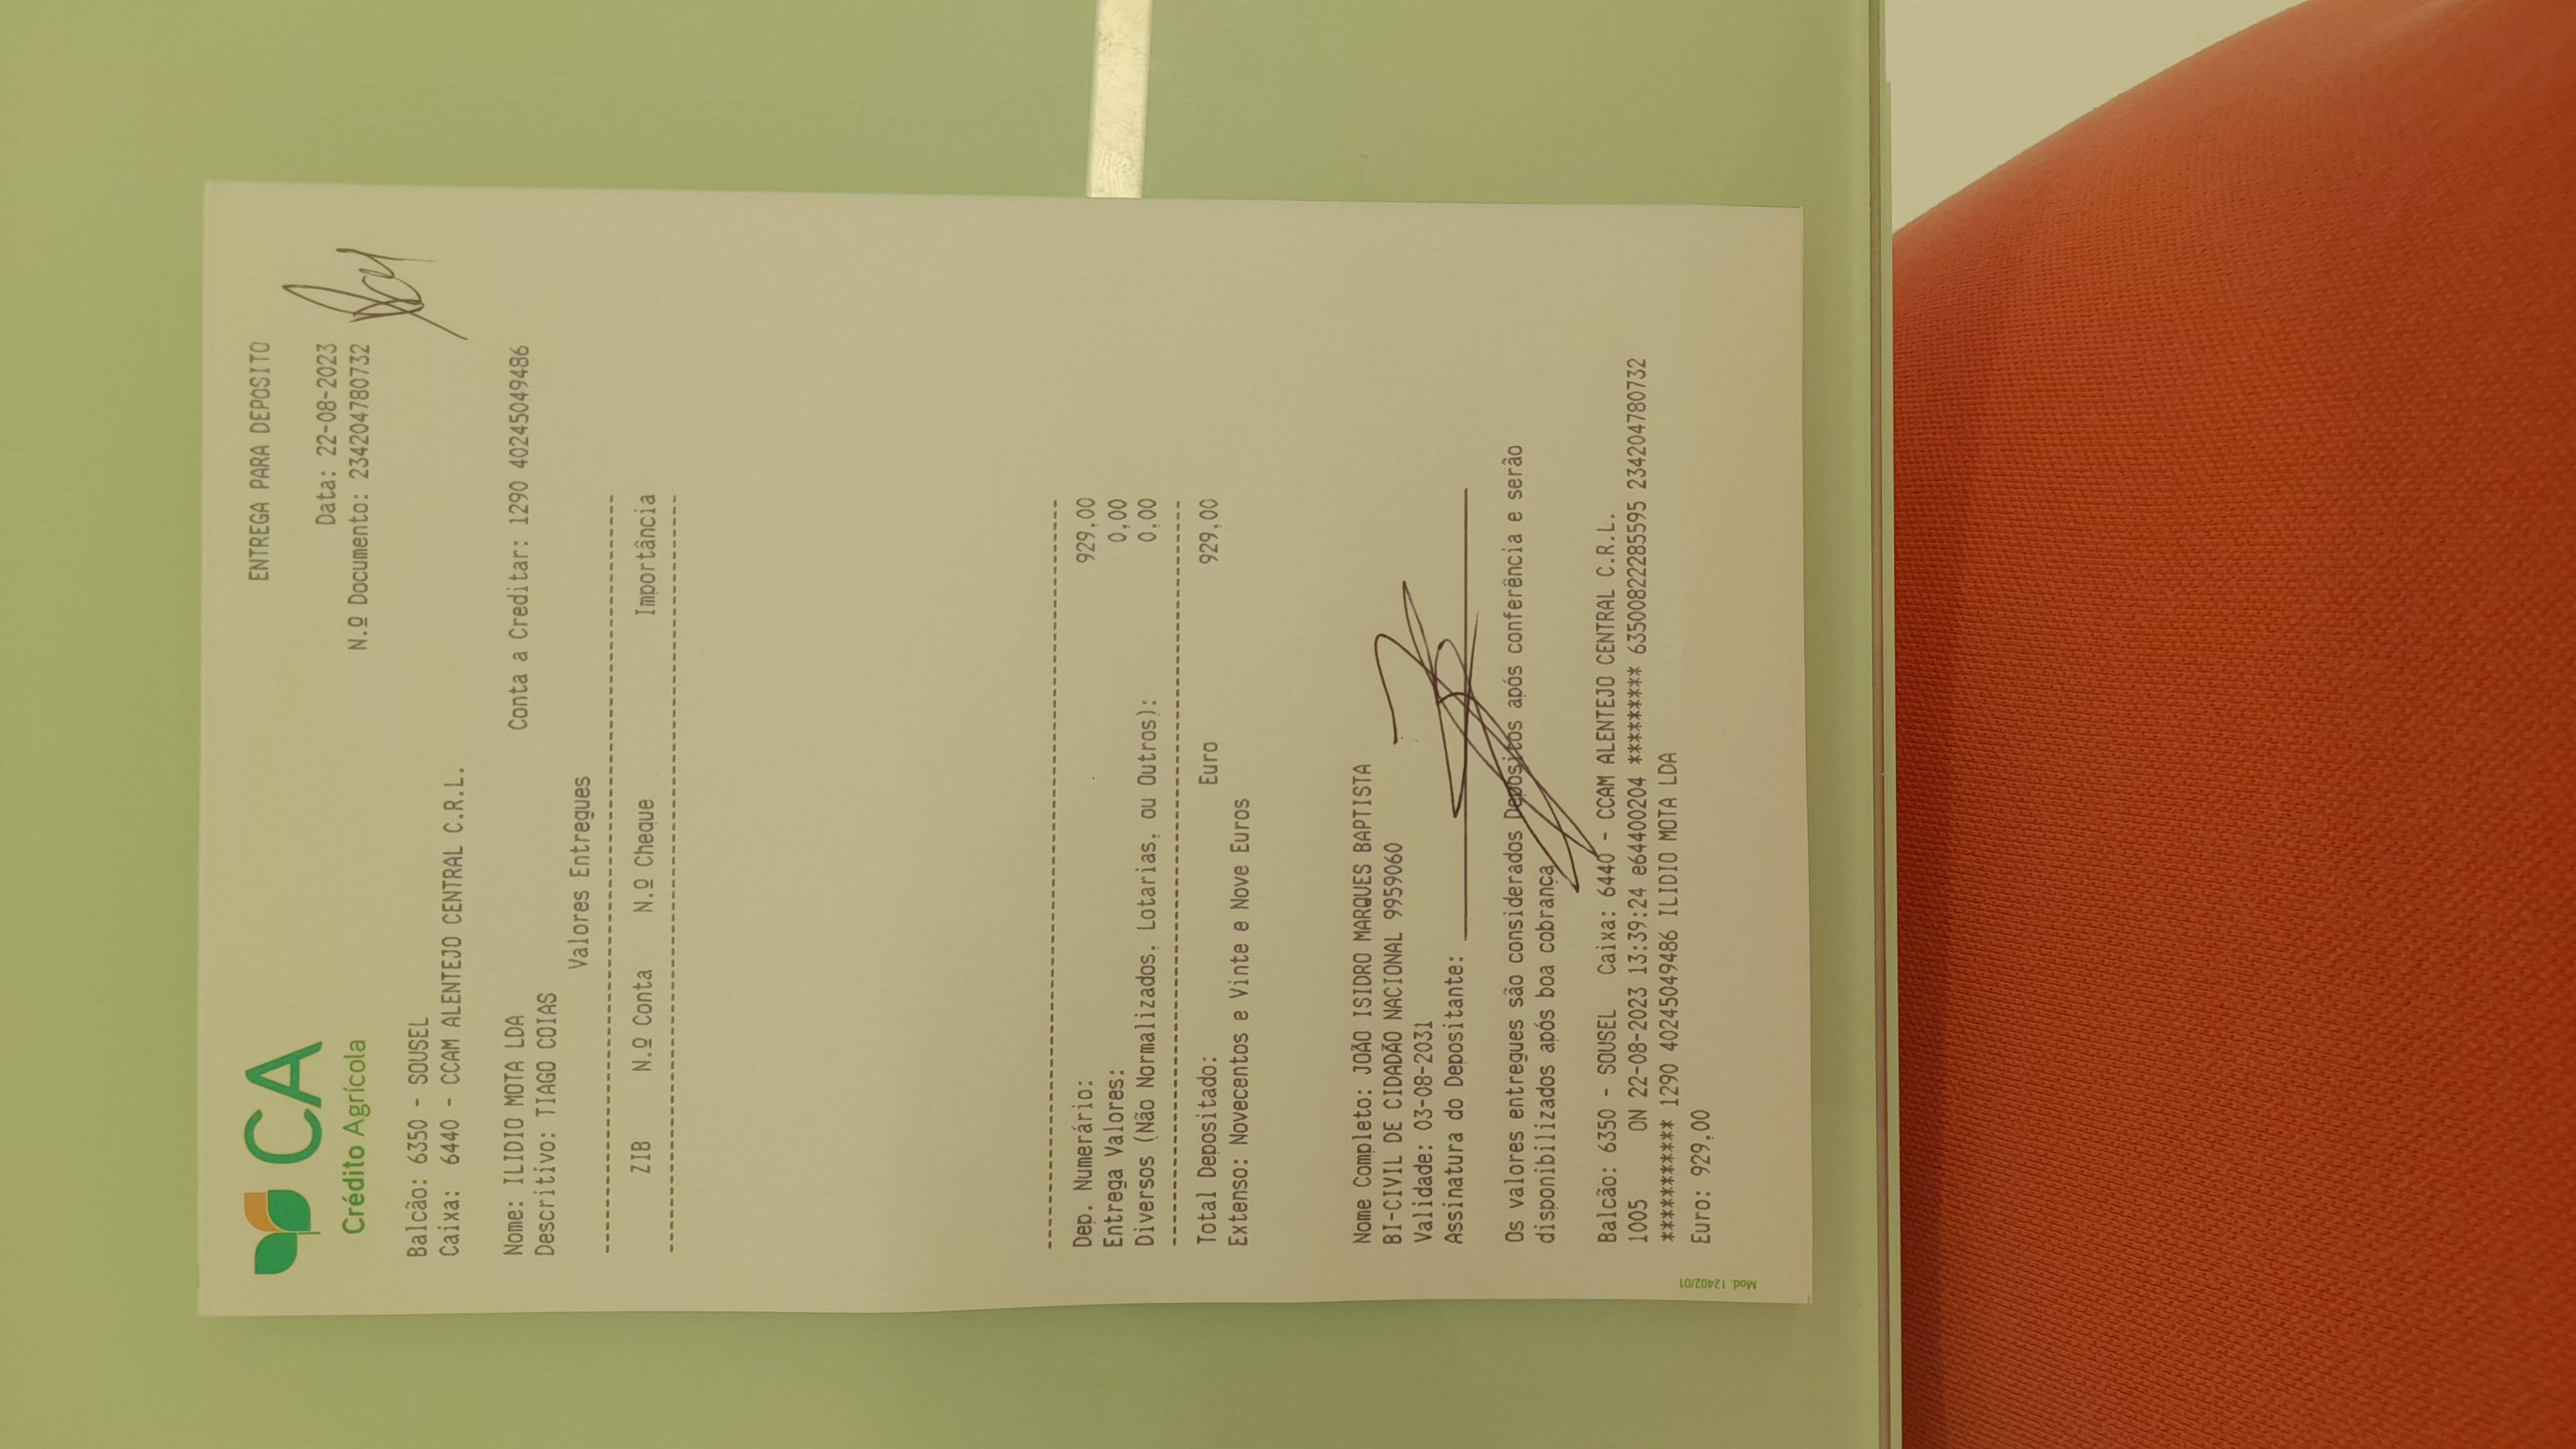 CA
Crédito Agrícola
ENTREGA PARA DEPOSITO
Data: 22-08-2023
N.º Documento: 234204780732
Balcão: 6350 - SOUSEL
Caixa: 6440 - CCAM ALENTEJO CENTRAL C.R.L.
Nome: ILIDIO MOTA LDA Conta a Creditar: 1290 40245049486
Descritivo: TIAGO COIAS
Valores Entregues
ZIB N.º Conta N.º Cheque Importância
Dep. Numerário: 929,00
Entrega Valores: 0,00
Diversos (Não Normalizados, Lotarias, ou Outros): 0,00
Total Depositado: Euro 929,00
Extenso: Novecentos e Vinte e Nove Euros
Nome Completo: JOÃO ISIDRO MARQUES BAPTISTA
BI-CIVIL DE CIDADÃO NACIONAL 9959060
Validade: 03-08-2031
Assinatura do Depositante:
Os valores entregues são considerados Depósitos após conferência e serão
disponibilizados após boa cobrança
Balcão: 6350 - SOUSEL Caixa: 6440 - CCAM ALENTEJO CENTRAL C.R.L.
1005 ON 22-08-2023 13:39:24 e64400204 ********* 635008222285595 234204780732
********** 1290 40245049486 ILIDIO MOTA LDA
Euro: 929,00
Mod. 12402/01